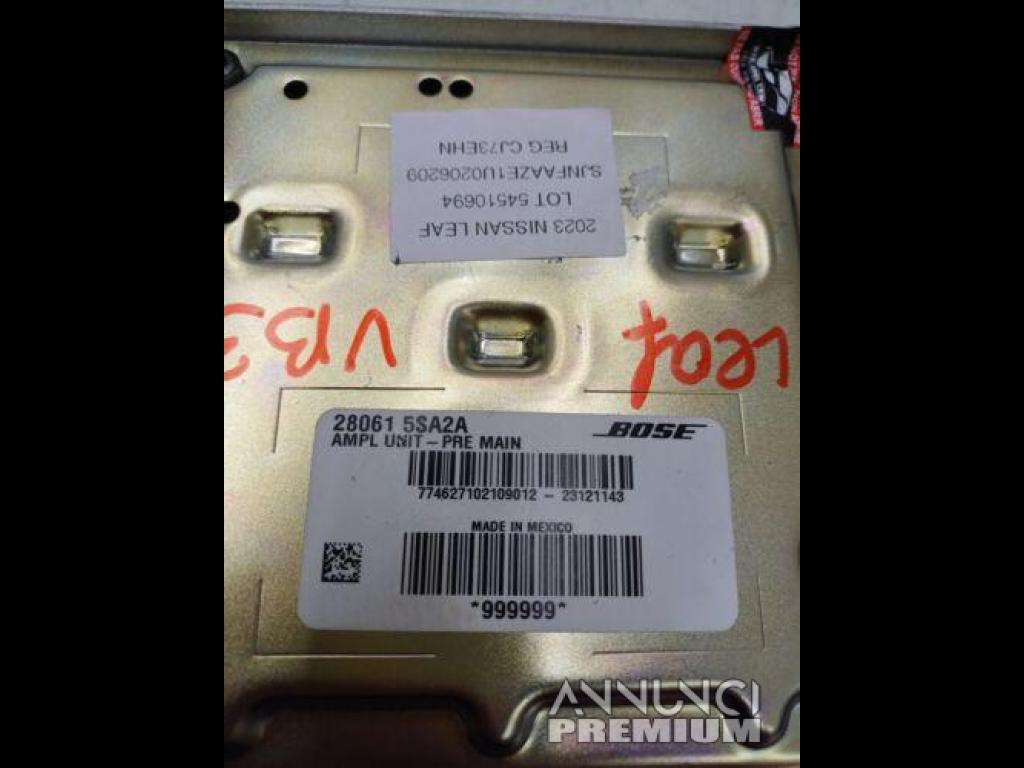 2023 NISSAN LEAF
LOT 54510694
SJNFAAZE1U0206209
REG CJ73EHN
VB3
Leaf
28061 5SA2A
AMPL UNIT-PRE MAIN
BOSE
774627102109012 - 23121143
MADE IN MEXICO
*999999*
ANNUNCI
PREMIUM